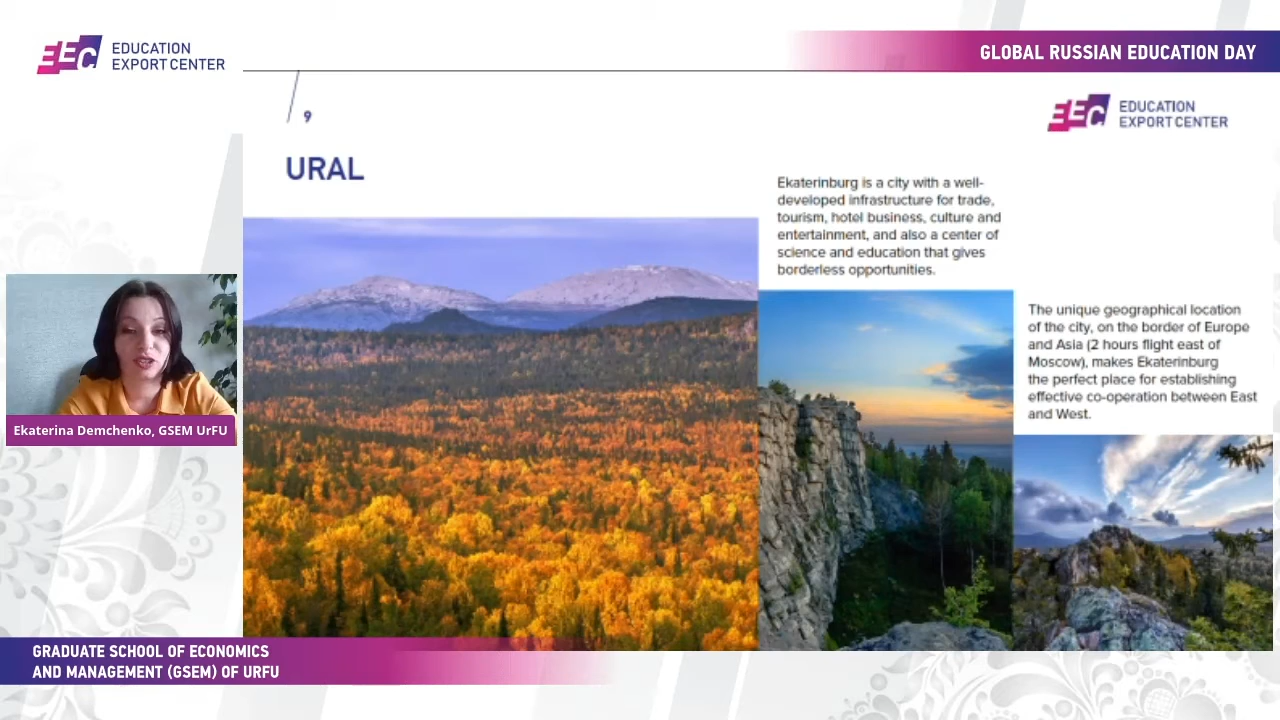 EEC EDUCATION
EXPORT CENTER
GLOBAL RUSSIAN EDUCATION DAY
9
EEC EDUCATION
EXPORT CENTER
URAL
Ekaterinburg is a city with a well-
developed infrastructure for trade,
tourism, hotel business, culture and
entertainment, and also a center of
science and education that gives
borderless opportunities.
The unique geographical location
of the city, on the border of Europe
and Asia (2 hours flight east of
Moscow), makes Ekaterinburg
the perfect place for establishing
effective co-operation between East
and West.
Ekaterina Demchenko, GSEM UrFU
GRADUATE SCHOOL OF ECONOMICS
AND MANAGEMENT (GSEM) OF URFU